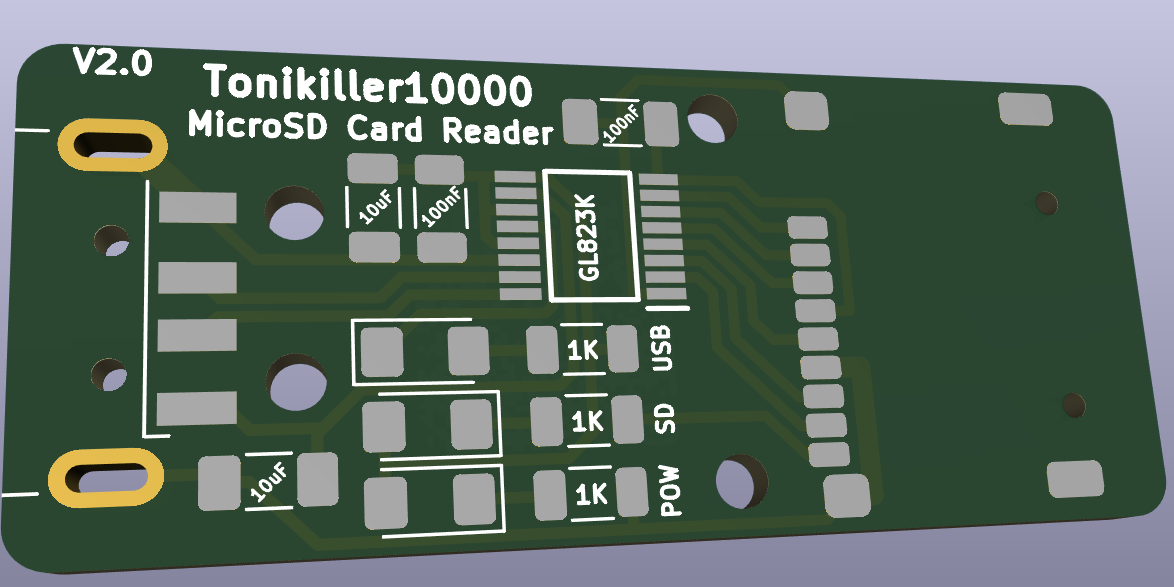 V2.0
Tonikiller10000
MicroSD Card Reader
100nF
10uF
100nF
GL823K
1K
USB
1K
SD
10uF
1K
POW